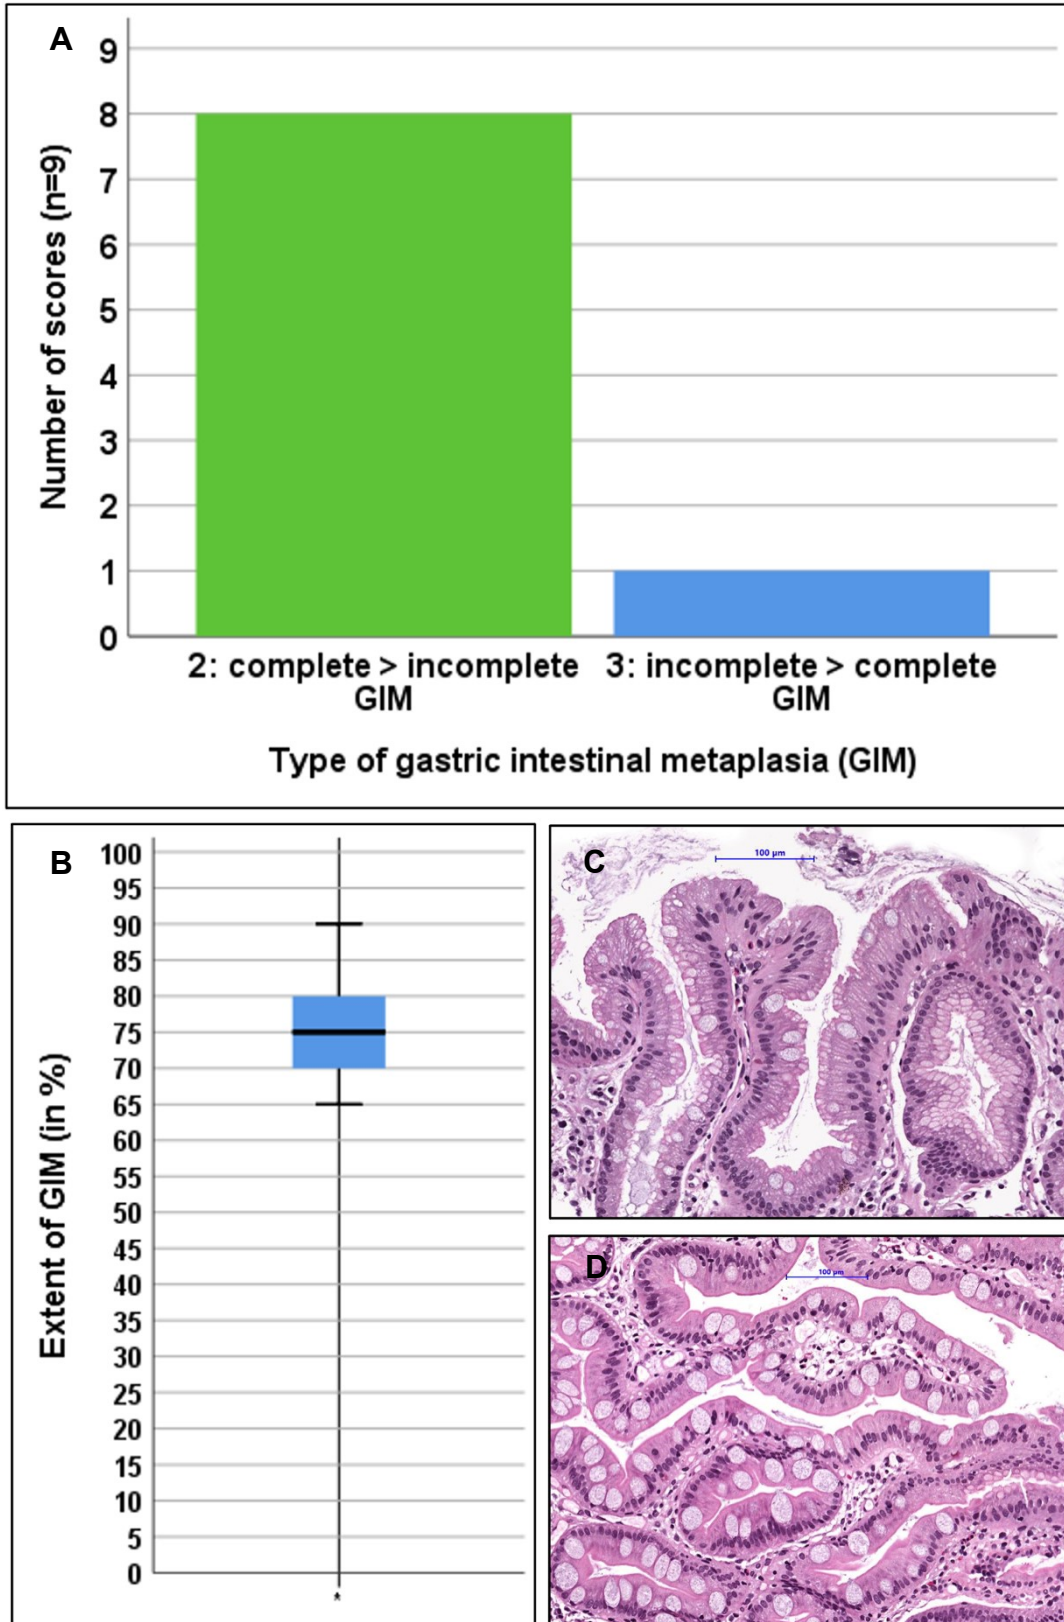 A
9
8
7
6
5
4
3
2
1
0
Number of scores (n=9)
2: complete > incomplete GIM
3: incomplete > complete GIM
Type of gastric intestinal metaplasia (GIM)
B
100
95
90
85
80
75
70
65
60
55
50
45
40
35
30
25
20
15
10
5
0
Extent of GIM (in %)
*
C
100 µm
D
100 µm